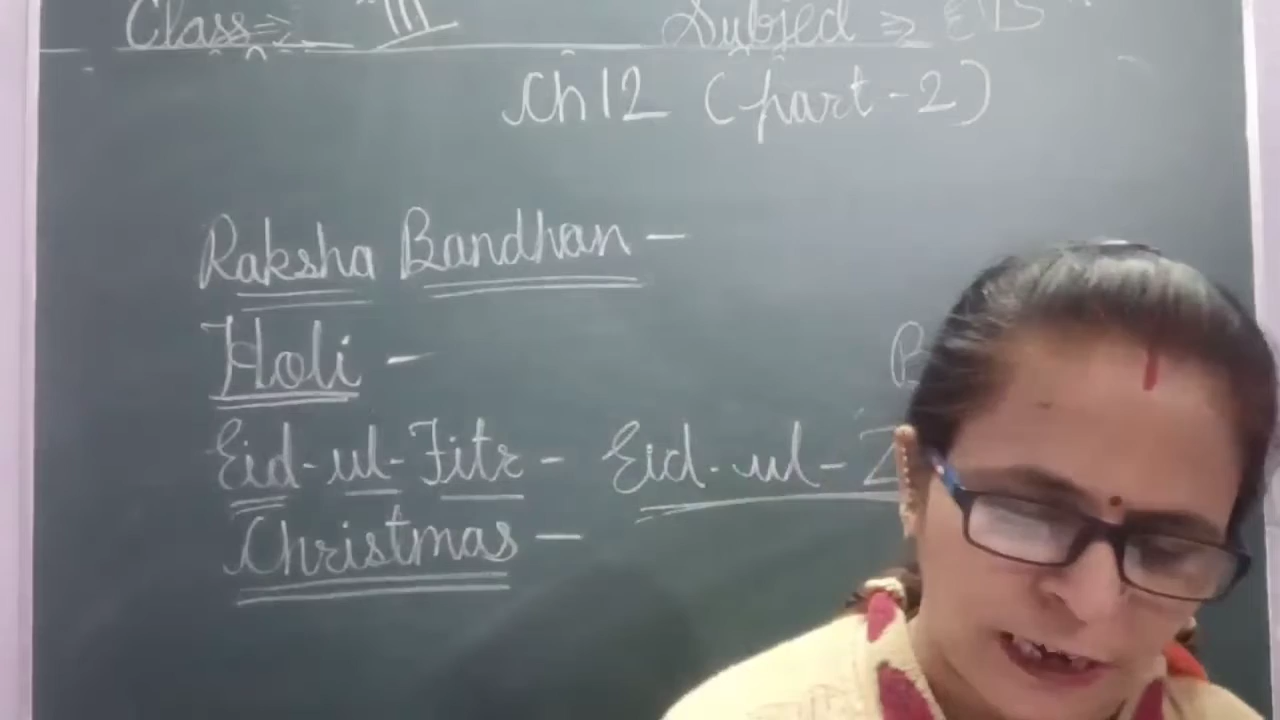 Class => III Subject => EVS
Ch 12 (part-2)
Raksha Bandhan -
Holi -
Eid-ul-Fitr - Eid-ul-
Christmas -